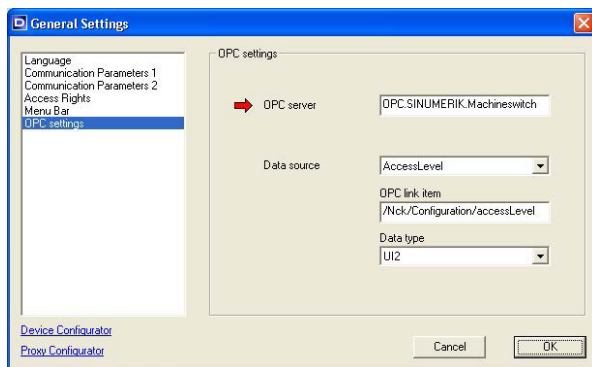 General Settings
Language
Communication Parameters 1
Communication Parameters 2
Access Rights
Menu Bar
OPC settings
Device Configurator
Proxy Configurator
OPC settings
OPC server
OPC.SINUMERIK.Machineswitch
Data source
AccessLevel
OPC link item
/Nck/Configuration/accessLevel
Data type
UI2
Cancel
OK